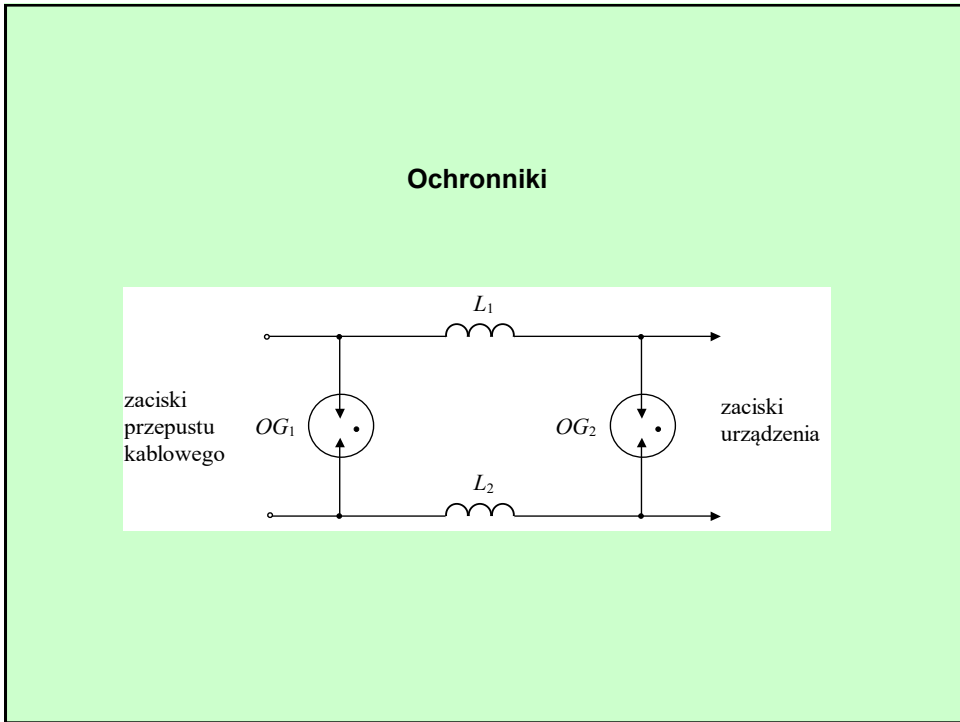 Ochronniki
L1
zaciski
przepustu
kablowego
OG1
OG2
zaciski
urządzenia
L2